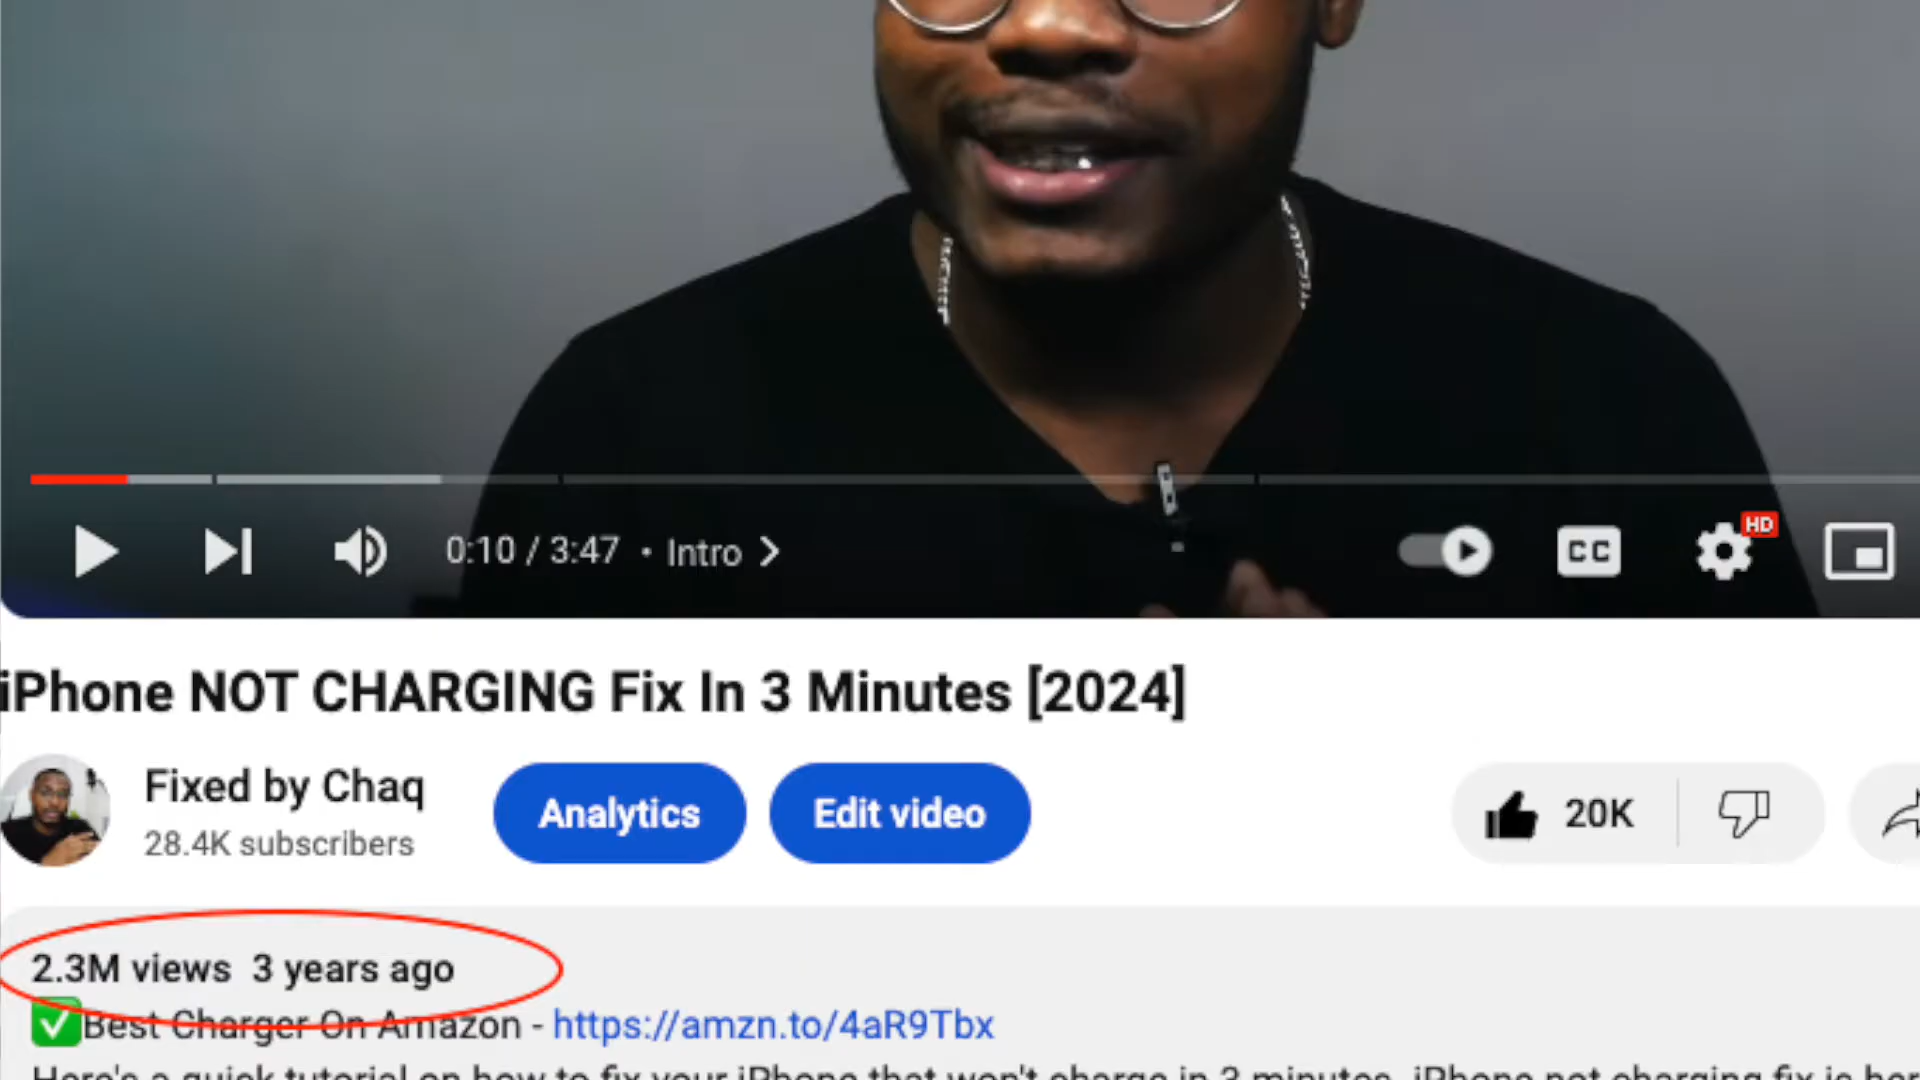 0:10 / 3:47 • Intro
CC
HD
iPhone NOT CHARGING Fix In 3 Minutes [2024]
Fixed by Chaq
28.4K subscribers
Analytics
Edit video
20K
2.3M views 3 years ago
✅Best Charger On Amazon - https://amzn.to/4aR9Tbx
Here's a quick tutorial on how to fix your iPhone that won't charge in 3 minutes. iPhone not charging fix is